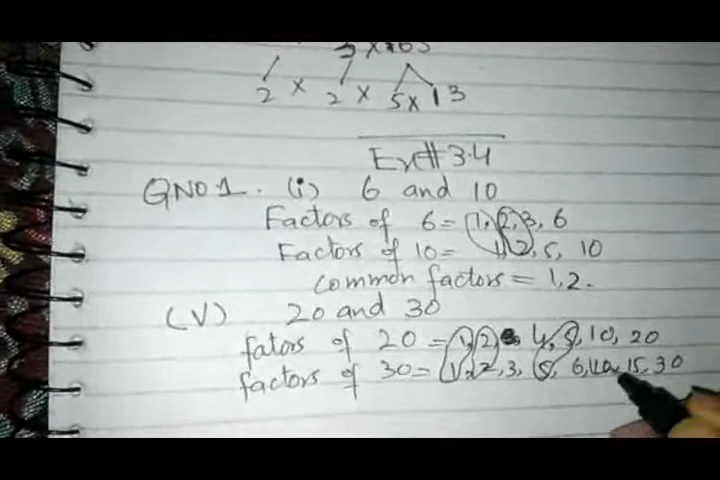 2 x 2 x 5 x 13
Ex# 3.4
QNO 1. (i) 6 and 10
Factors of 6 = 1, 2, 3, 6
Factors of 10 = 1, 2, 5, 10
Common factors = 1, 2.
(V) 20 and 30
fators of 20 = 1, 2, 4, 5, 10, 20
factors of 30 = 1, 2, 3, 5, 6, 10, 15, 30